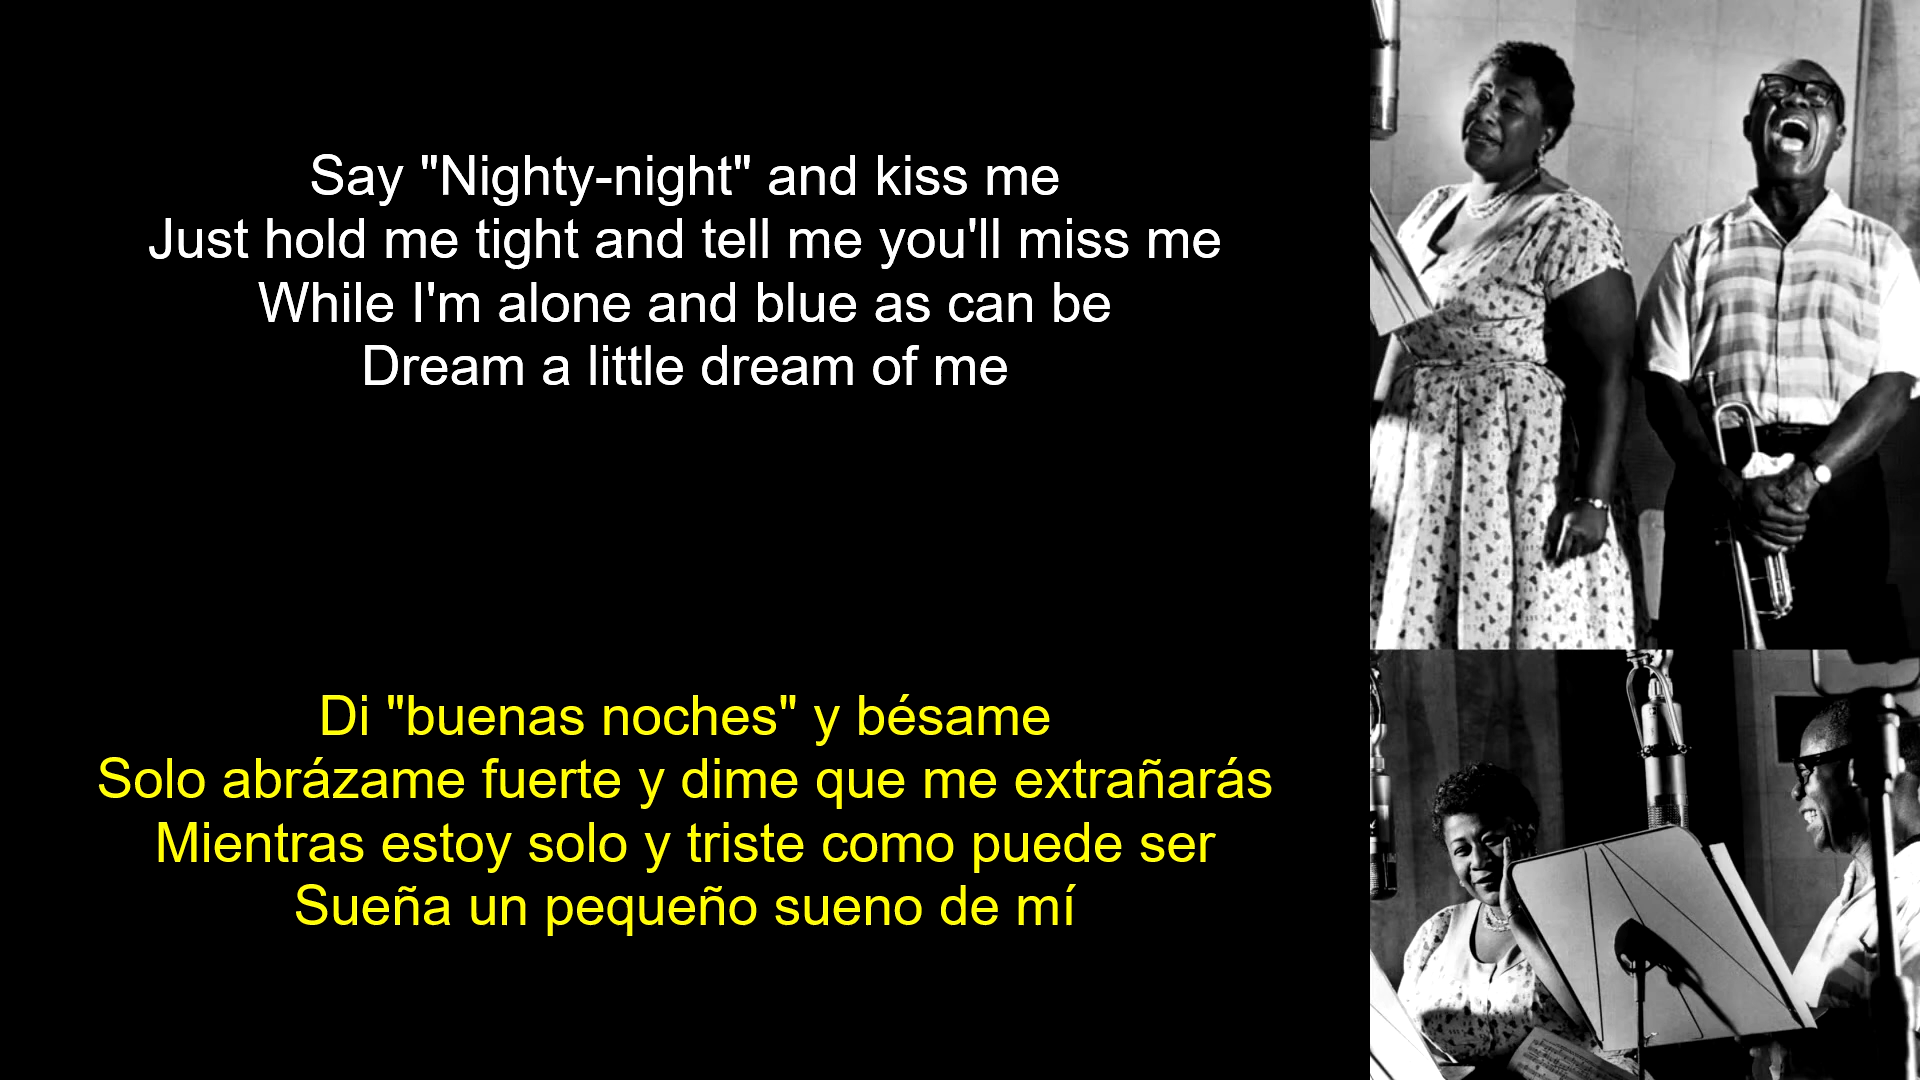 Say "Nighty-night" and kiss me
Just hold me tight and tell me you'll miss me
While I'm alone and blue as can be
Dream a little dream of me
Di "buenas noches" y bésame
Solo abrázame fuerte y dime que me extrañarás
Mientras estoy solo y triste como puede ser
Sueña un pequeño sueno de mí